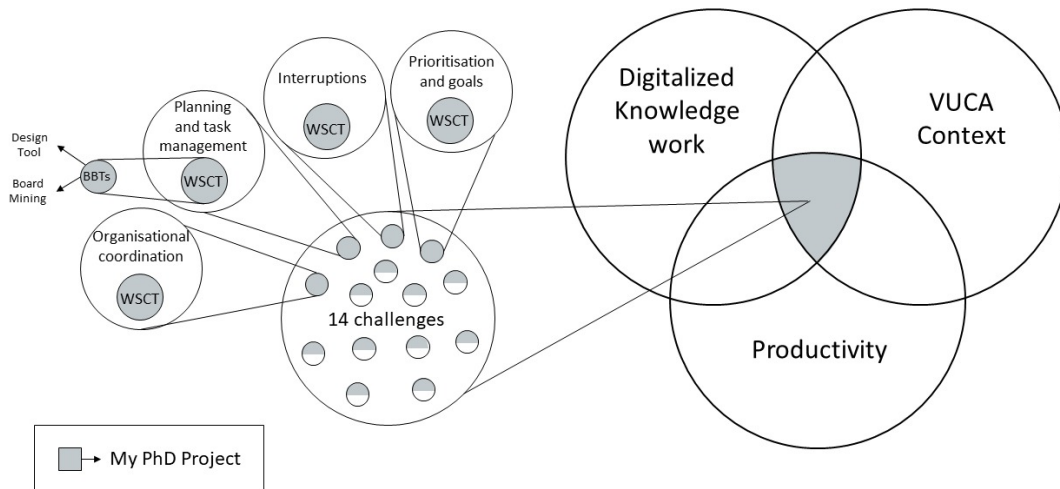 Design
Tool
Board
Mining
BBTs
Planning
and task
management
WSCT
Organisational
coordination
WSCT
Interruptions
WSCT
Prioritisation
and goals
WSCT
14 challenges
Digitalized
Knowledge
work
VUCA
Context
Productivity
My PhD Project